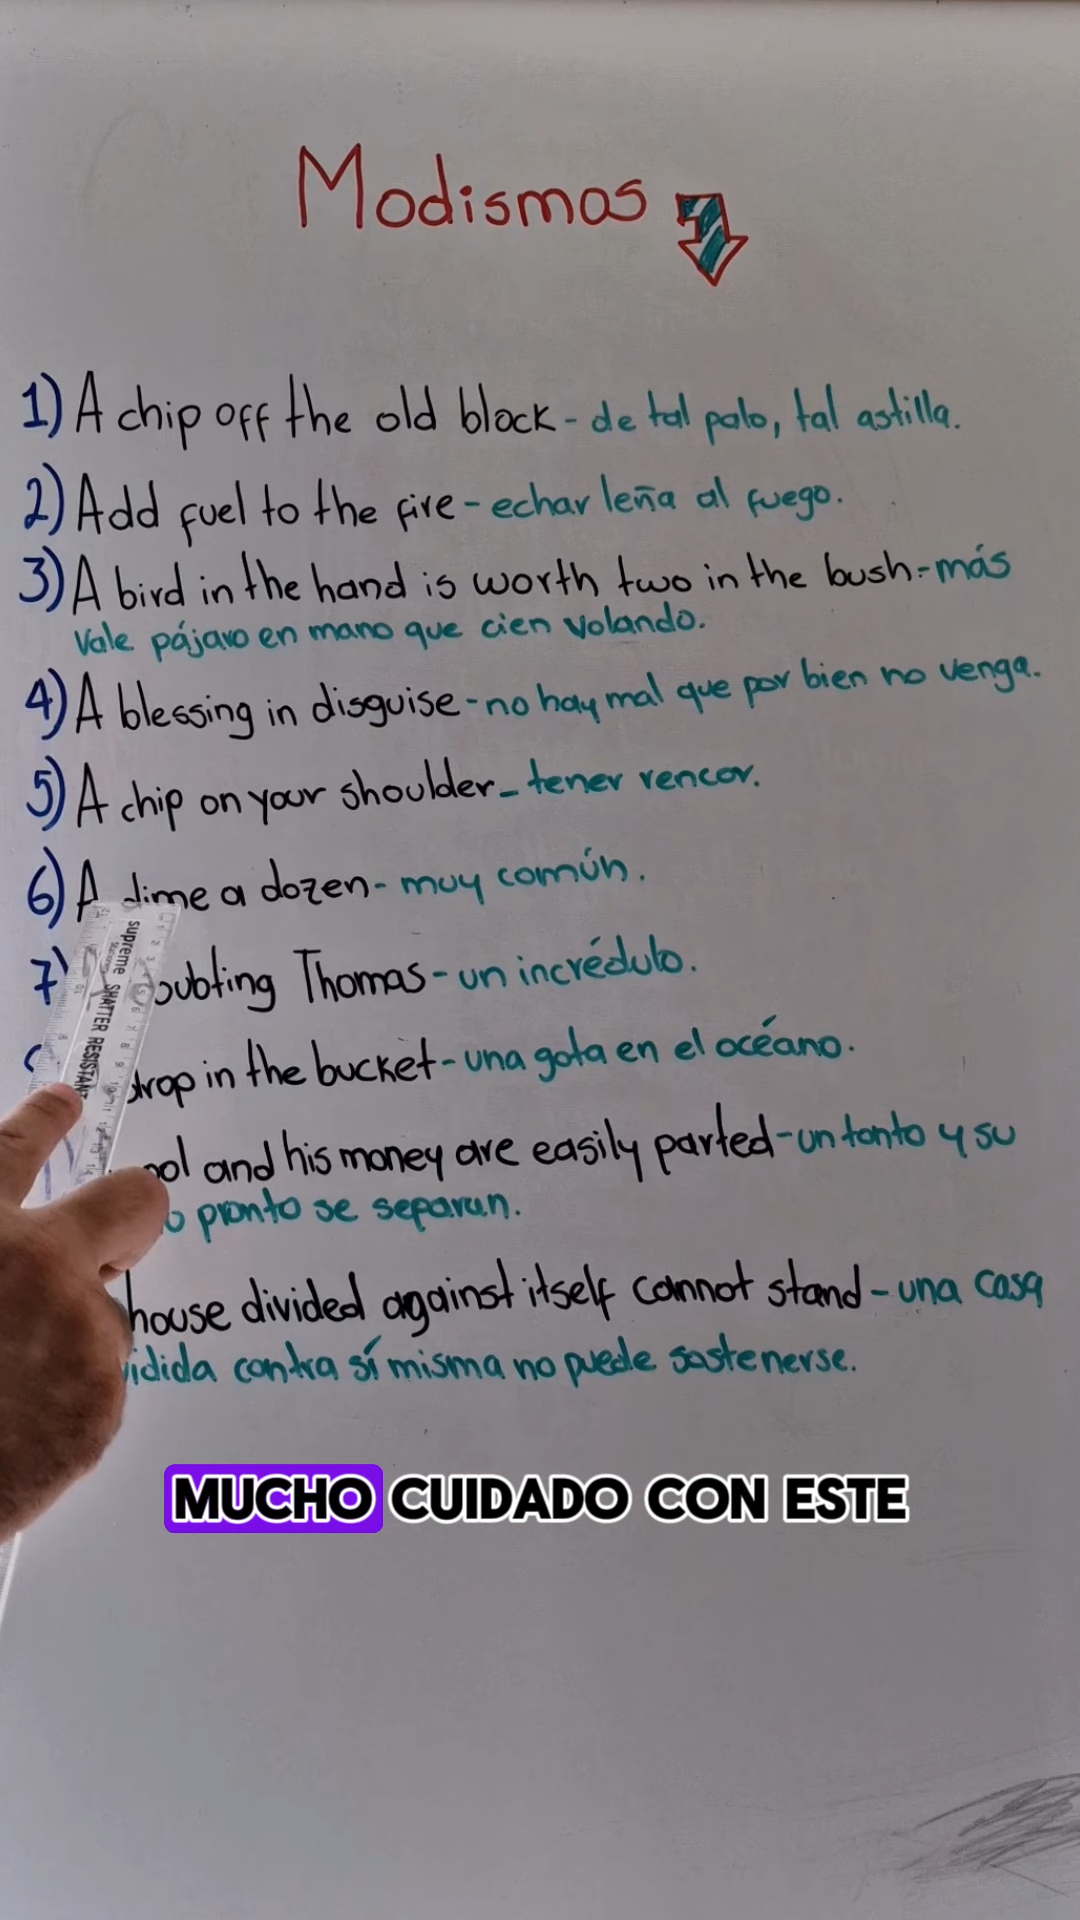 Modismos
1) A chip off the old block - de tal palo, tal astilla.
2) Add fuel to the fire - echar leña al fuego.
3) A bird in the hand is worth two in the bush - más
Vale pájaro en mano que cien volando.
4) A blessing in disguise - no hay mal que por bien no venga.
5) A chip on your shoulder - tener rencor.
6) A dime a dozen - muy común.
7) oubting Thomas - un incrédulo.
drop in the bucket - una gota en el océano.
ool and his money are easily parted - un tonto y su
o pronto se separan.
house divided against itself cannot stand - una casa
idida contra sí misma no puede sostenerse.
supreme
SHATTER RESISTAN
MUCHO CUIDADO CON ESTE